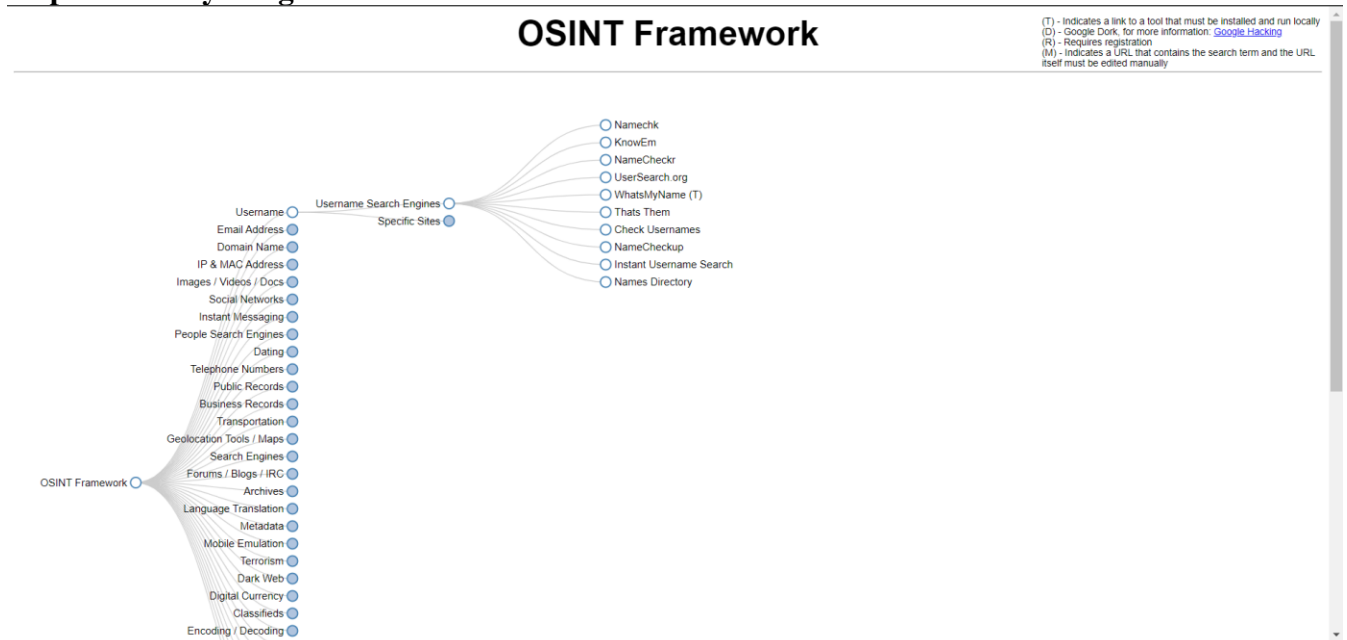 OSINT Framework
(T) - Indicates a link to a tool that must be installed and run locally
(D) - Google Dork, for more information: Google Hacking
(R) - Requires registration
(M) - Indicates a URL that contains the search term and the URL
itself must be edited manually
Namechk
KnowEm
NameCheckr
UserSearch.org
WhatsMyName (T)
Thats Them
Check Usernames
NameCheckup
Instant Username Search
Names Directory
Username Search Engines
Specific Sites
Username
Email Address
Domain Name
IP & MAC Address
Images / Videos / Docs
Social Networks
Instant Messaging
People Search Engines
Dating
Telephone Numbers
Public Records
Business Records
Transportation
Geolocation Tools / Maps
Search Engines
Forums / Blogs / IRC
Archives
Language Translation
Metadata
Mobile Emulation
Terrorism
Dark Web
Digital Currency
Classifieds
Encoding / Decoding
OSINT Framework